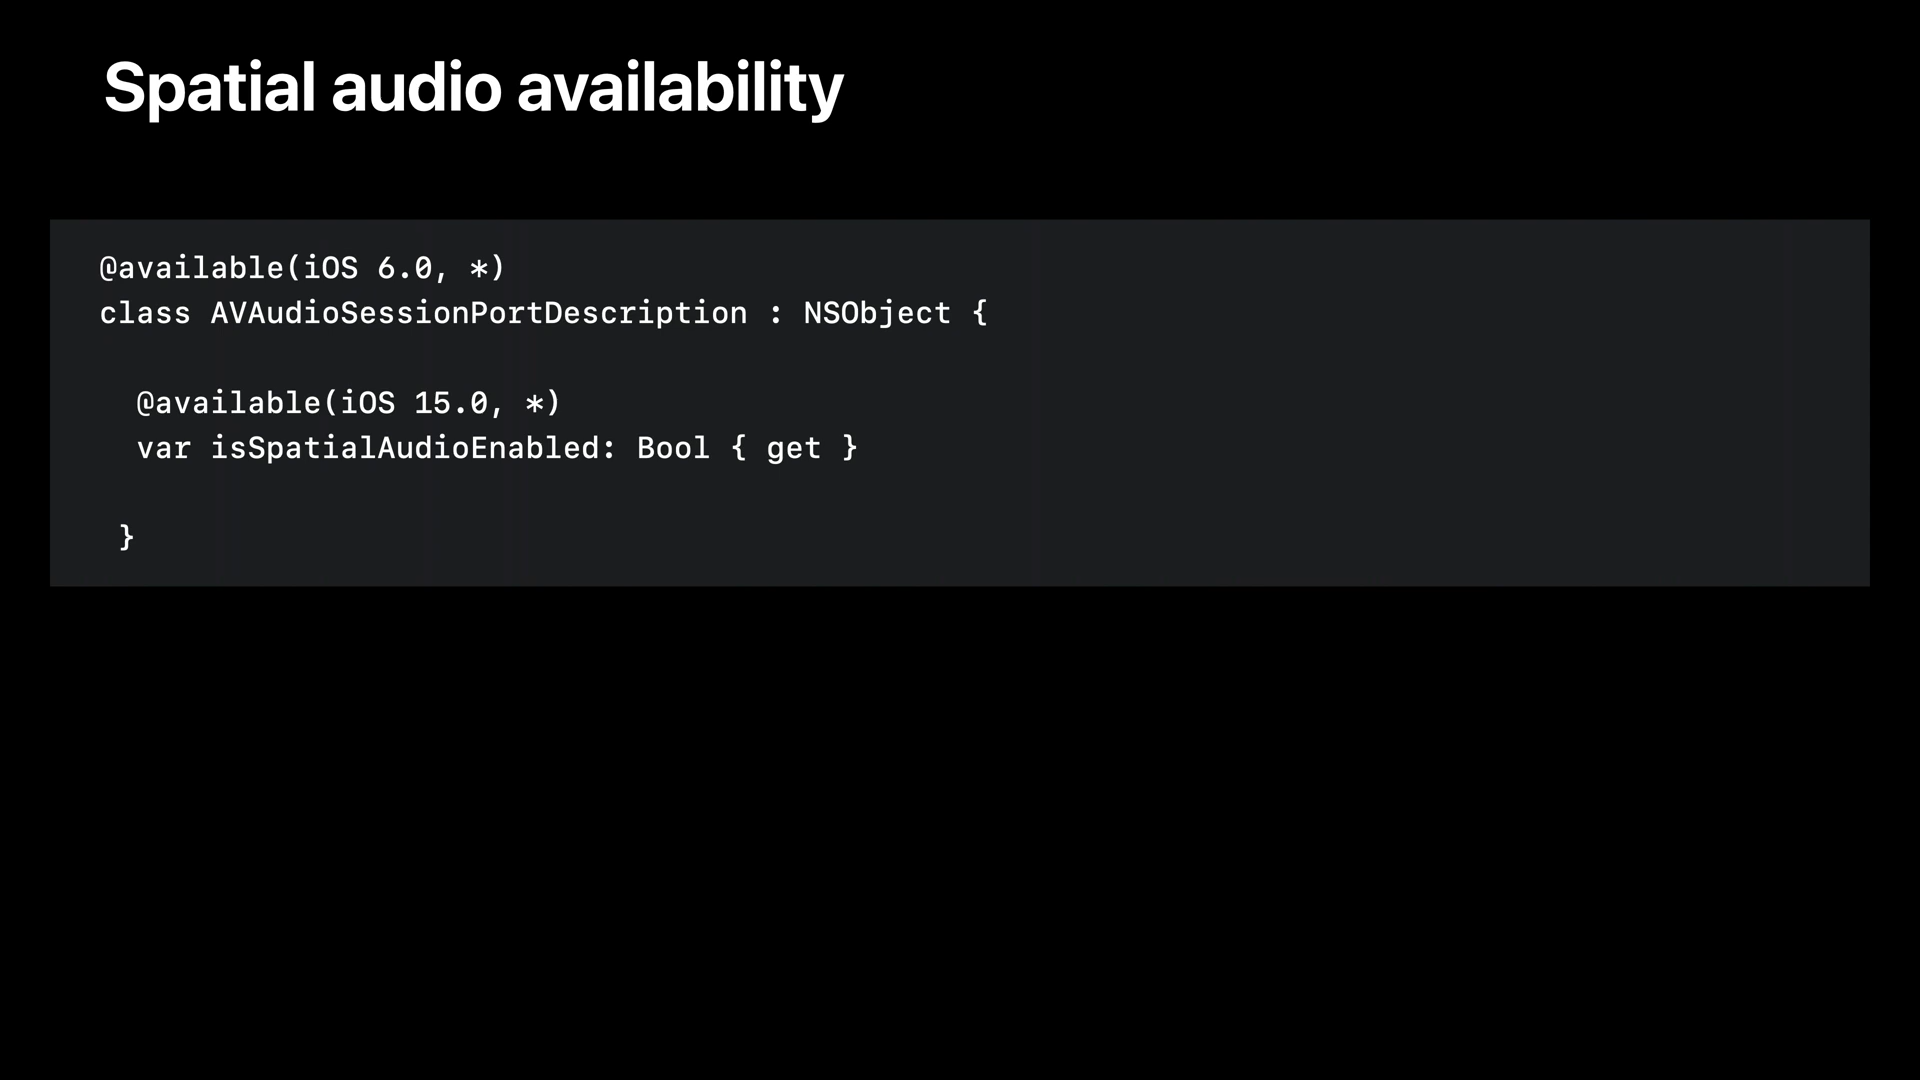 Spatial audio availability
@available(iOS 6.0, *)
class AVAudioSessionPortDescription : NSObject {
@available(iOS 15.0, *)
var isSpatialAudioEnabled: Bool { get }
}